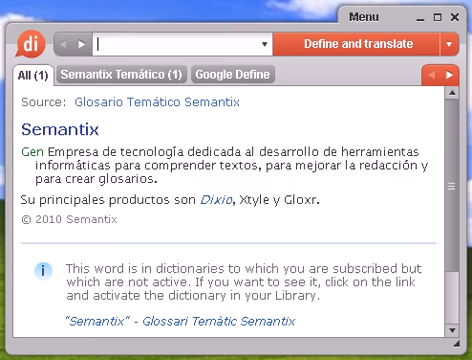 Menu
di
Define and translate
All (1)
Semantix Temático (1)
Google Define
Source: Glosario Temático Semantix
Semantix
Gen Empresa de tecnología dedicada al desarrollo de herramientas
informáticas para comprender textos, para mejorar la redacción y
para crear glosarios.
Su principales productos son Dixio, Xtyle y Gloxr.
© 2010 Semantix
i
This word is in dictionaries to which you are subscribed but
which are not active. If you want to see it, click on the link
and activate the dictionary in your Library.
"Semantix" - Glossari Temàtic Semantix